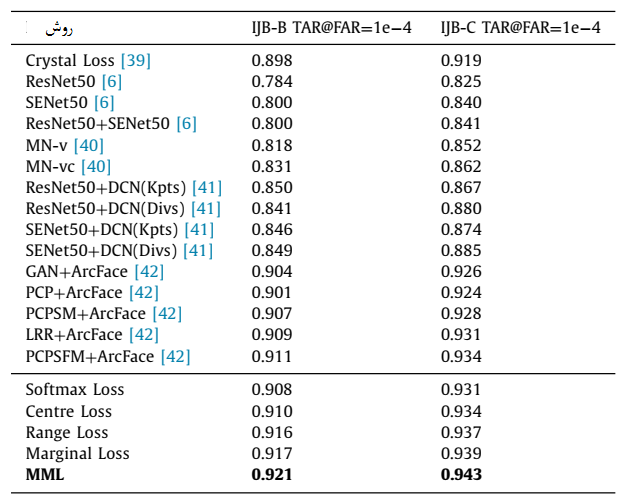 روش IJB-B TAR@FAR=1e−4 IJB-C TAR@FAR=1e−4
Crystal Loss [39] 0.898 0.919
ResNet50 [6] 0.784 0.825
SENet50 [6] 0.800 0.840
ResNet50+SENet50 [6] 0.800 0.841
MN-v [40] 0.818 0.852
MN-vc [40] 0.831 0.862
ResNet50+DCN(Kpts) [41] 0.850 0.867
ResNet50+DCN(Divs) [41] 0.841 0.880
SENet50+DCN(Kpts) [41] 0.846 0.874
SENet50+DCN(Divs) [41] 0.849 0.885
GAN+ArcFace [42] 0.904 0.926
PCP+ArcFace [42] 0.901 0.924
PCPSM+ArcFace [42] 0.907 0.928
LRR+ArcFace [42] 0.909 0.931
PCPSFM+ArcFace [42] 0.911 0.934
Softmax Loss 0.908 0.931
Centre Loss 0.910 0.934
Range Loss 0.916 0.937
Marginal Loss 0.917 0.939
MML 0.921 0.943